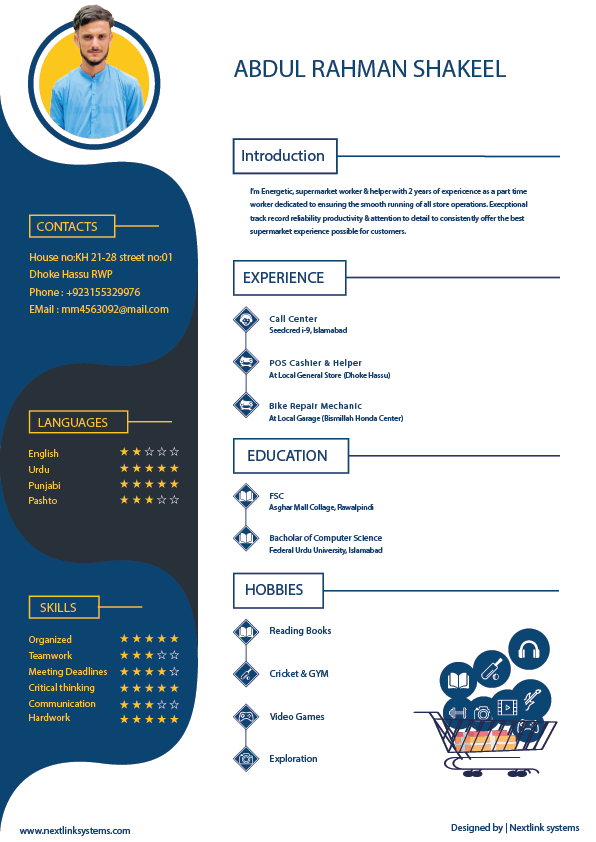 ABDUL RAHMAN SHAKEEL
Introduction
I'm Energetic, supermarket worker & helper with 2 years of expericence as a part time
worker dedicated to ensuring the smooth running of all store operations. Execptional
track record reliability productivity & attention to detail to consistently offer the best
supermarket experience possible for customers.
CONTACTS
House no:KH 21-28 street no:01
Dhoke Hassu RWP
Phone : +923155329976
EMail : mm4563092@mail.com
LANGUAGES
English
Urdu
Punjabi
Pashto
SKILLS
Organized
Teamwork
Meeting Deadlines
Critical thinking
Communication
Hardwork
EXPERIENCE
Call Center
Seedcred i-9, Islamabad
POS Cashier & Helper
At Local General Store (Dhoke Hassu)
Bike Repair Mechanic
At Local Garage (Bismillah Honda Center)
EDUCATION
FSC
Asghar Mall Collage, Rawalpindi
Bacholar of Computer Science
Federal Urdu University, Islamabad
HOBBIES
Reading Books
Cricket & GYM
Video Games
Exploration
www.nextlinksystems.com
Designed by | Nextlink systems